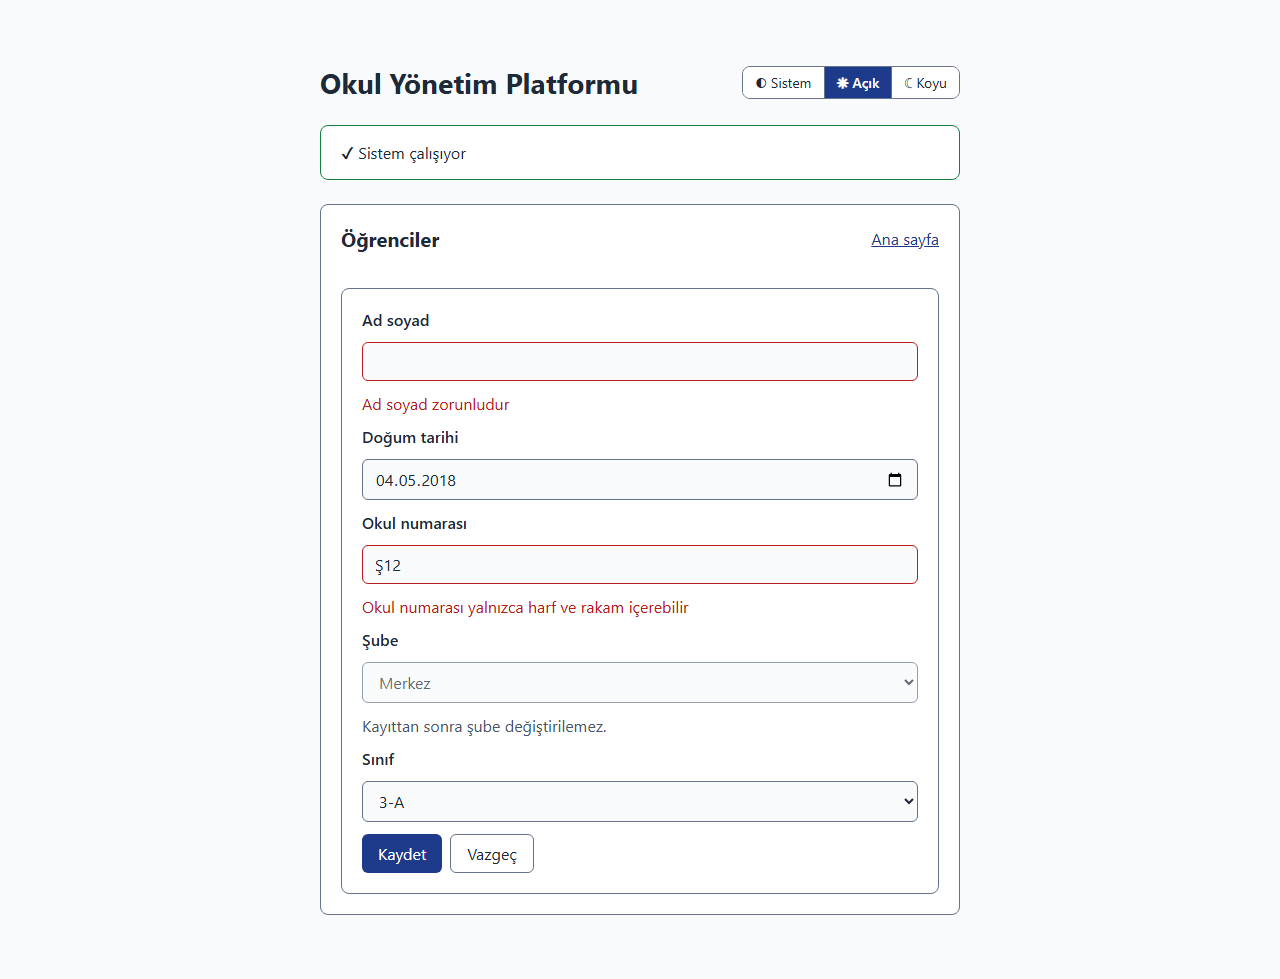 Okul Yönetim Platformu
◐ Sistem ❋ Açık ☾ Koyu
✓ Sistem çalışıyor
Öğrenciler Ana sayfa
Ad soyad
Ad soyad zorunludur
Doğum tarihi
04.05.2018
Okul numarası
Ş12
Okul numarası yalnızca harf ve rakam içerebilir
Şube
Merkez
Kayıttan sonra şube değiştirilemez.
Sınıf
3-A
Kaydet Vazgeç